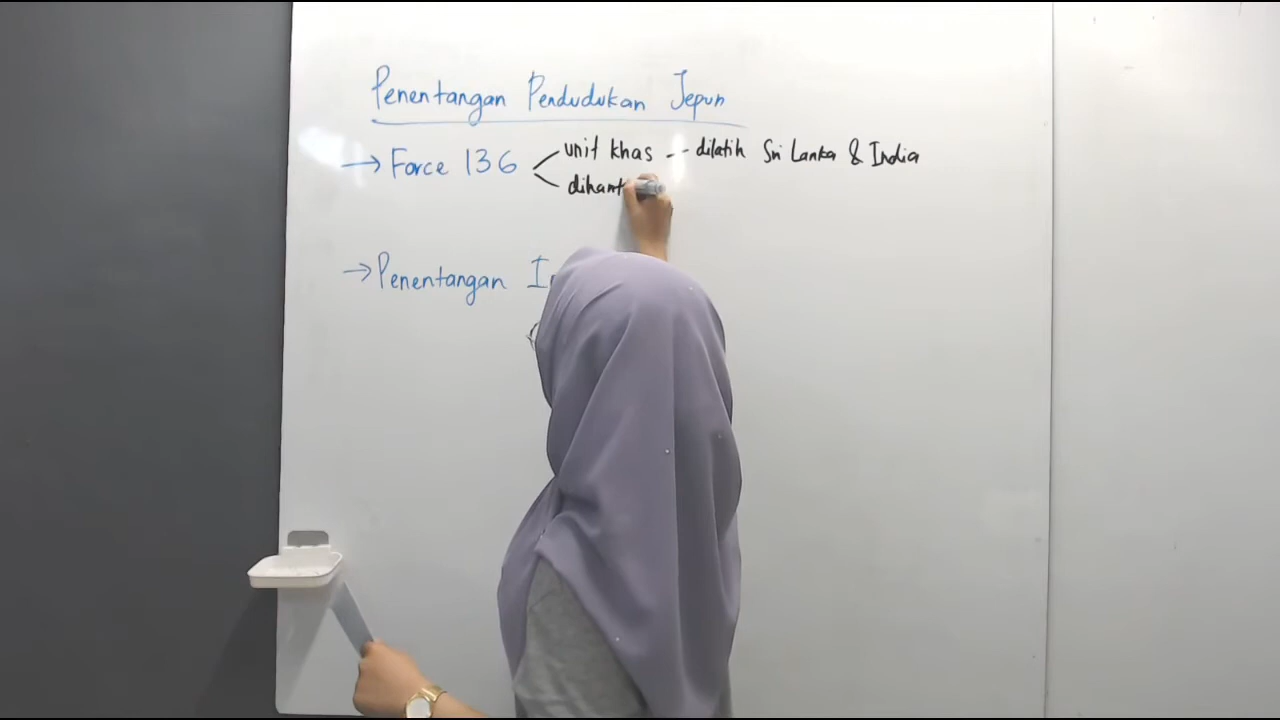 Penentangan Pendudukan Jepun
→ Force 136 < unit khas -- dilatih Sri Lanka & India
dihant
→ Penentangan